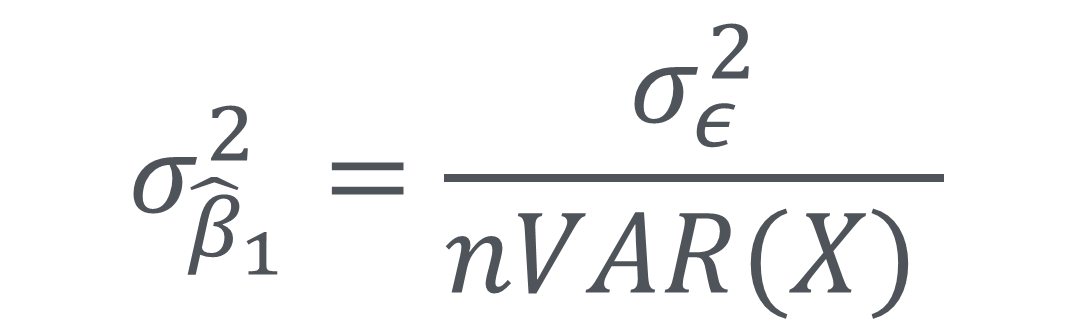 σ²_β̂₁ = σ²_ϵ / nVAR(X)